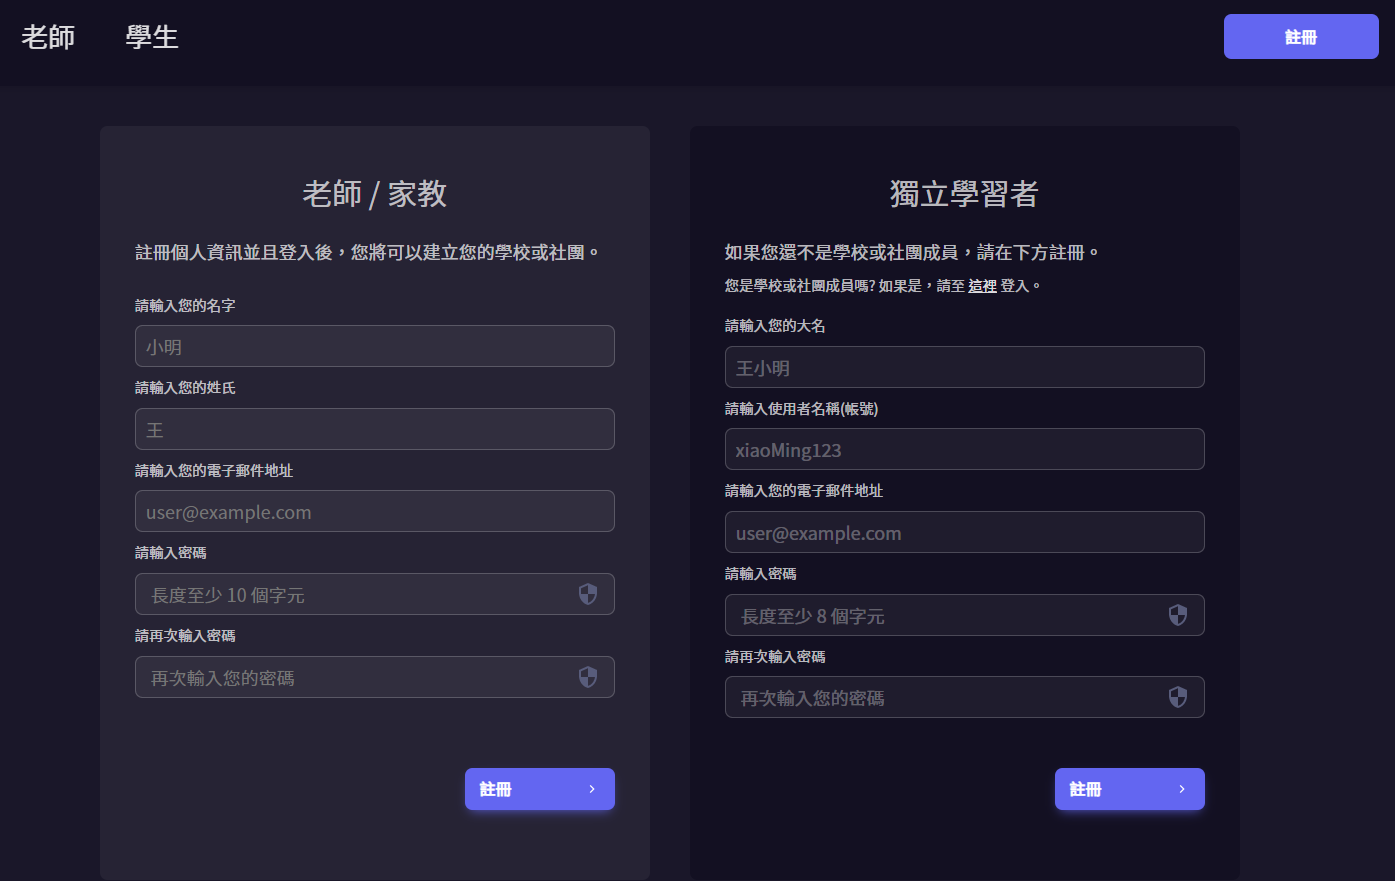 老師
學生
註冊
老師 / 家教
註冊個人資訊並且登入後，您將可以建立您的學校或社團。
請輸入您的名字
小明
請輸入您的姓氏
王
請輸入您的電子郵件地址
user@example.com
請輸入密碼
長度至少 10 個字元
請再次輸入密碼
再次輸入您的密碼
註冊
獨立學習者
如果您還不是學校或社團成員，請在下方註冊。
您是學校或社團成員嗎? 如果是，請至 這裡 登入。
請輸入您的大名
王小明
請輸入使用者名稱(帳號)
xiaoMing123
請輸入您的電子郵件地址
user@example.com
請輸入密碼
長度至少 8 個字元
請再次輸入密碼
再次輸入您的密碼
註冊